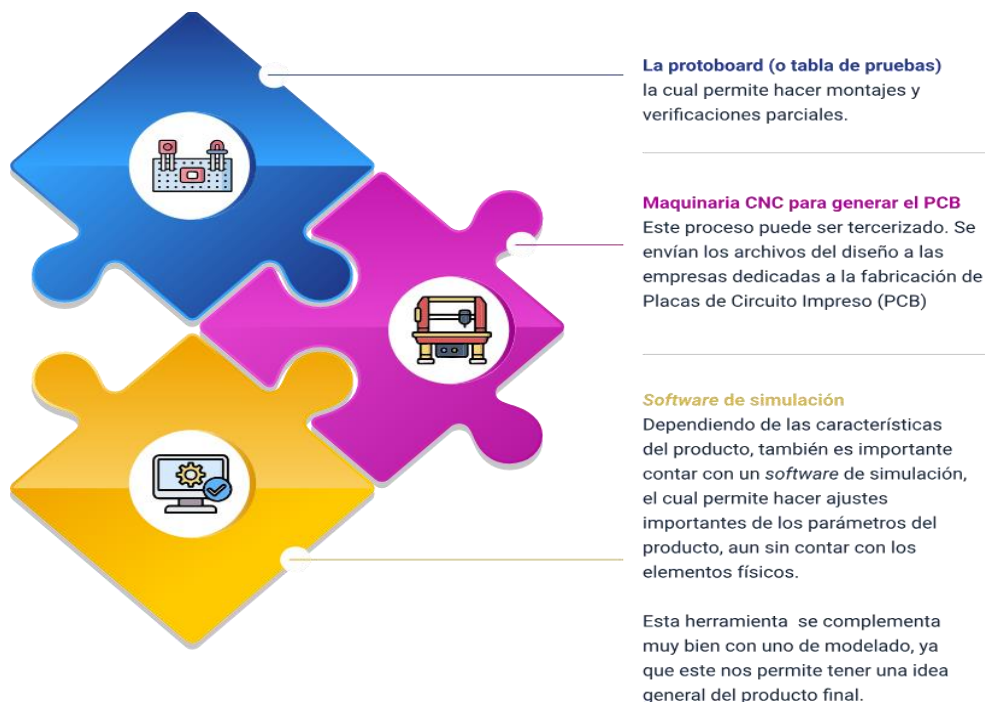 La protoboard (o tabla de pruebas)
la cual permite hacer montajes y
verificaciones parciales.
Maquinaria CNC para generar el PCB
Este proceso puede ser tercerizado. Se
envían los archivos del diseño a las
empresas dedicadas a la fabricación de
Placas de Circuito Impreso (PCB)
Software de simulación
Dependiendo de las características
del producto, también es importante
contar con un software de simulación,
el cual permite hacer ajustes
importantes de los parámetros del
producto, aun sin contar con los
elementos físicos.
Esta herramienta se complementa
muy bien con uno de modelado, ya
que este nos permite tener una idea
general del producto final.